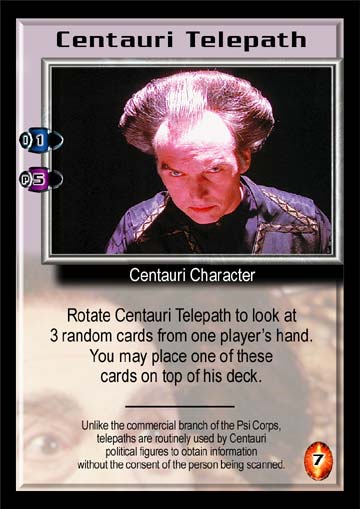 Centauri Telepath
D 1
P 5
Centauri Character
Rotate Centauri Telepath to look at
3 random cards from one player's hand.
You may place one of these
cards on top of his deck.
Unlike the commercial branch of the Psi Corps,
telepaths are routinely used by Centauri
political figures to obtain information
without the consent of the person being scanned.
7